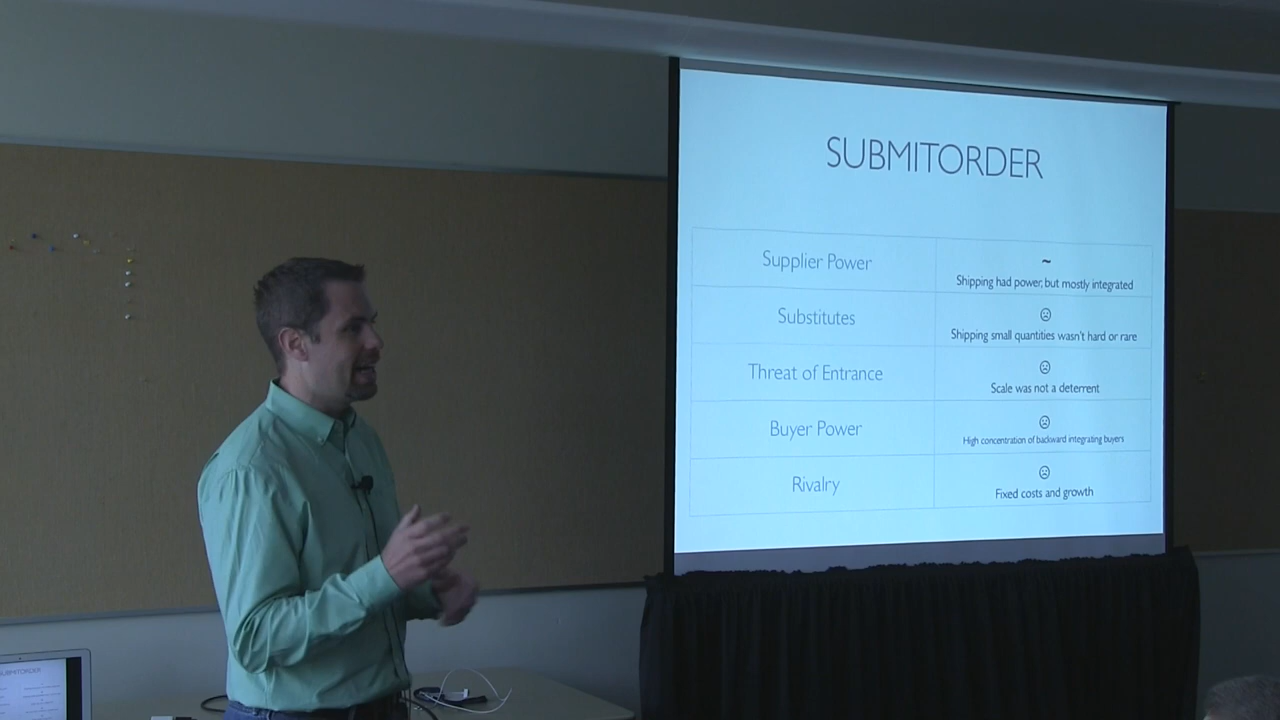 SUBMITORDER
Supplier Power
~
Shipping had power, but mostly integrated
Substitutes
☹
Shipping small quantities wasn't hard or rare
Threat of Entrance
☹
Scale was not a deterrent
Buyer Power
☹
High concentration of backward integrating buyers
Rivalry
☹
Fixed costs and growth
SUBMITORDER